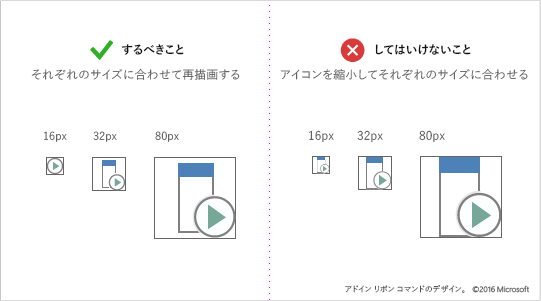 するべきこと
それぞれのサイズに合わせて再描画する
16px 32px 80px
してはいけないこと
アイコンを縮小してそれぞれのサイズに合わせる
16px 32px 80px
アドイン リボン コマンドのデザイン。 ©2016 Microsoft